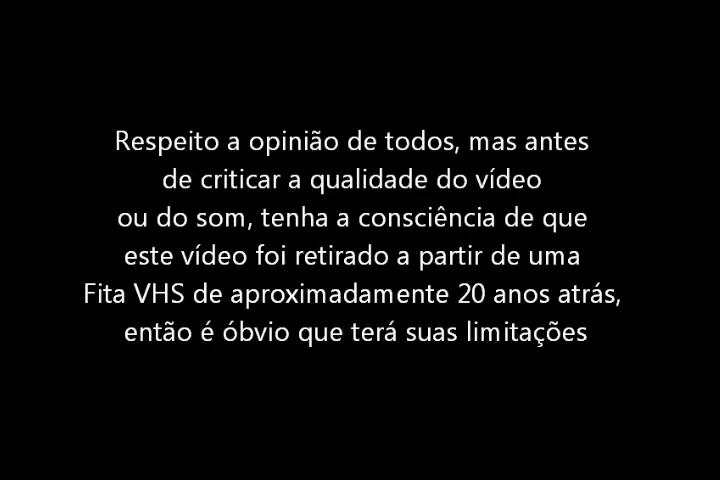 Respeito a opinião de todos, mas antes
de criticar a qualidade do vídeo
ou do som, tenha a consciência de que
este vídeo foi retirado a partir de uma
Fita VHS de aproximadamente 20 anos atrás,
então é óbvio que terá suas limitações